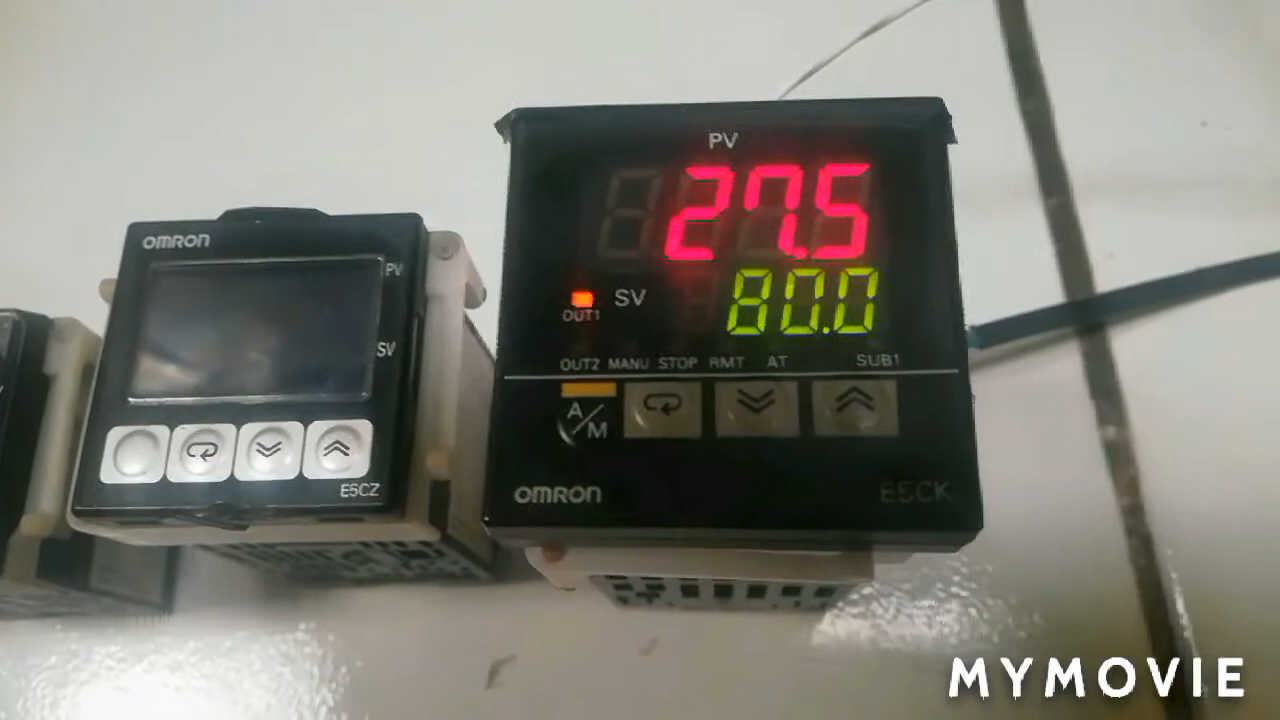 OMRON
PV
SV
E5CZ
PV
27.5
SV
80.0
OUT1
OUT2 MANU STOP RMT AT SUB1
A/M
OMRON
E5CK
MYMOVIE